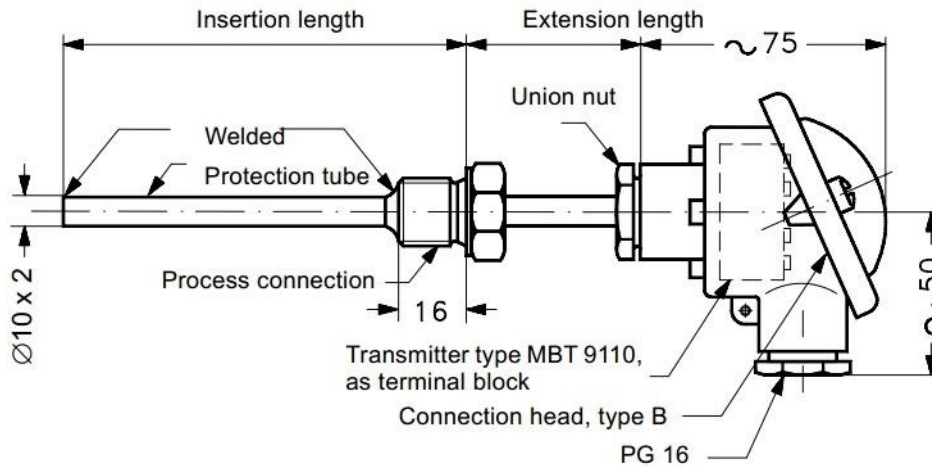 Insertion length
Extension length
~75
Union nut
Welded
Protection tube
Process connection
Ø10 x 2
16
~50
Transmitter type MBT 9110,
as terminal block
Connection head, type B
PG 16